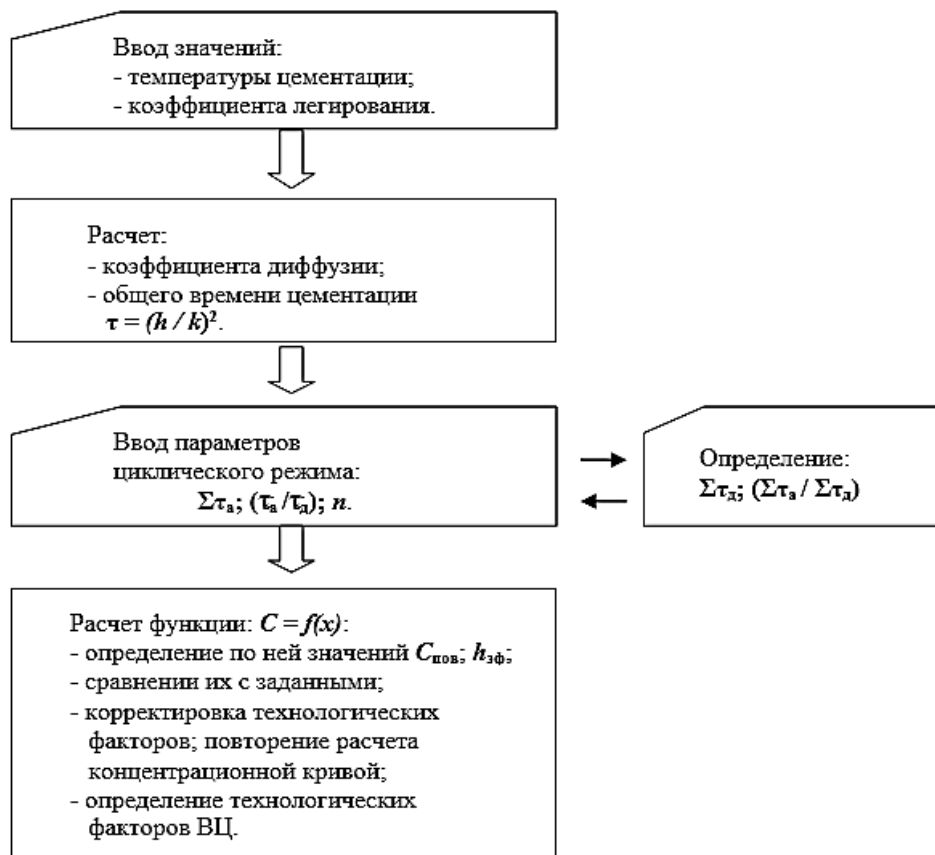 Ввод значений:
- температуры цементации;
- коэффициента легирования.
Расчет:
- коэффициента диффузии;
- общего времени цементации
τ = (h / k)².
Ввод параметров
циклического режима:
Στа; (τа/τд); n.
Определение:
Στд; (Στа / Στд)
Расчет функции: C = f(x):
- определение по ней значений Cпов; hэф;
- сравнении их с заданными;
- корректировка технологических
факторов; повторение расчета
концентрационной кривой;
- определение технологических
факторов ВЦ.